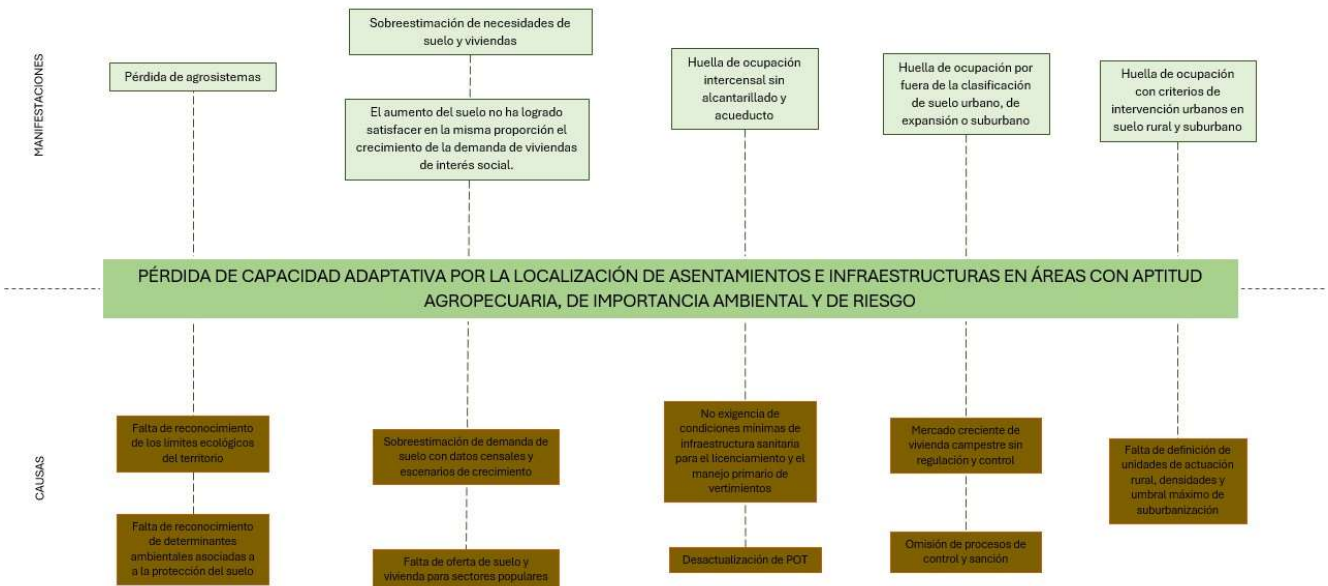 MANIFESTACIONES
Pérdida de agrosistemas
Sobreestimación de necesidades de
suelo y viviendas
El aumento del suelo no ha logrado
satisfacer en la misma proporción el
crecimiento de la demanda de viviendas
de interés social.
Huella de ocupación
intercensal sin
alcantarillado y
acueducto
Huella de ocupación por
fuera de la clasificación
de suelo urbano, de
expansión o suburbano
Huella de ocupación
con criterios de
intervención urbanos en
suelo rural y suburbano
PÉRDIDA DE CAPACIDAD ADAPTATIVA POR LA LOCALIZACIÓN DE ASENTAMIENTOS E INFRAESTRUCTURAS EN ÁREAS CON APTITUD
AGROPECUARIA, DE IMPORTANCIA AMBIENTAL Y DE RIESGO
CAUSAS
Falta de reconocimiento
de los límites ecológicos
del territorio
Falta de reconocimiento
de determinantes
ambientales asociadas a
a la protección del suelo
Sobreestimación de demanda de
suelo con datos censales y
escenarios de crecimiento
Falta de oferta de suelo y
vivienda para sectores populares
No exigencia de
condiciones mínimas de
infraestructura sanitaria
para el licenciamiento y el
manejo primario de
vertimientos
Desactualización de POT
Mercado creciente de
vivienda campestre sin
regulación y control
Omisión de procesos de
control y sanción
Falta de definición de
unidades de actuación
rural, densidades y
umbral máximo de
suburbanización